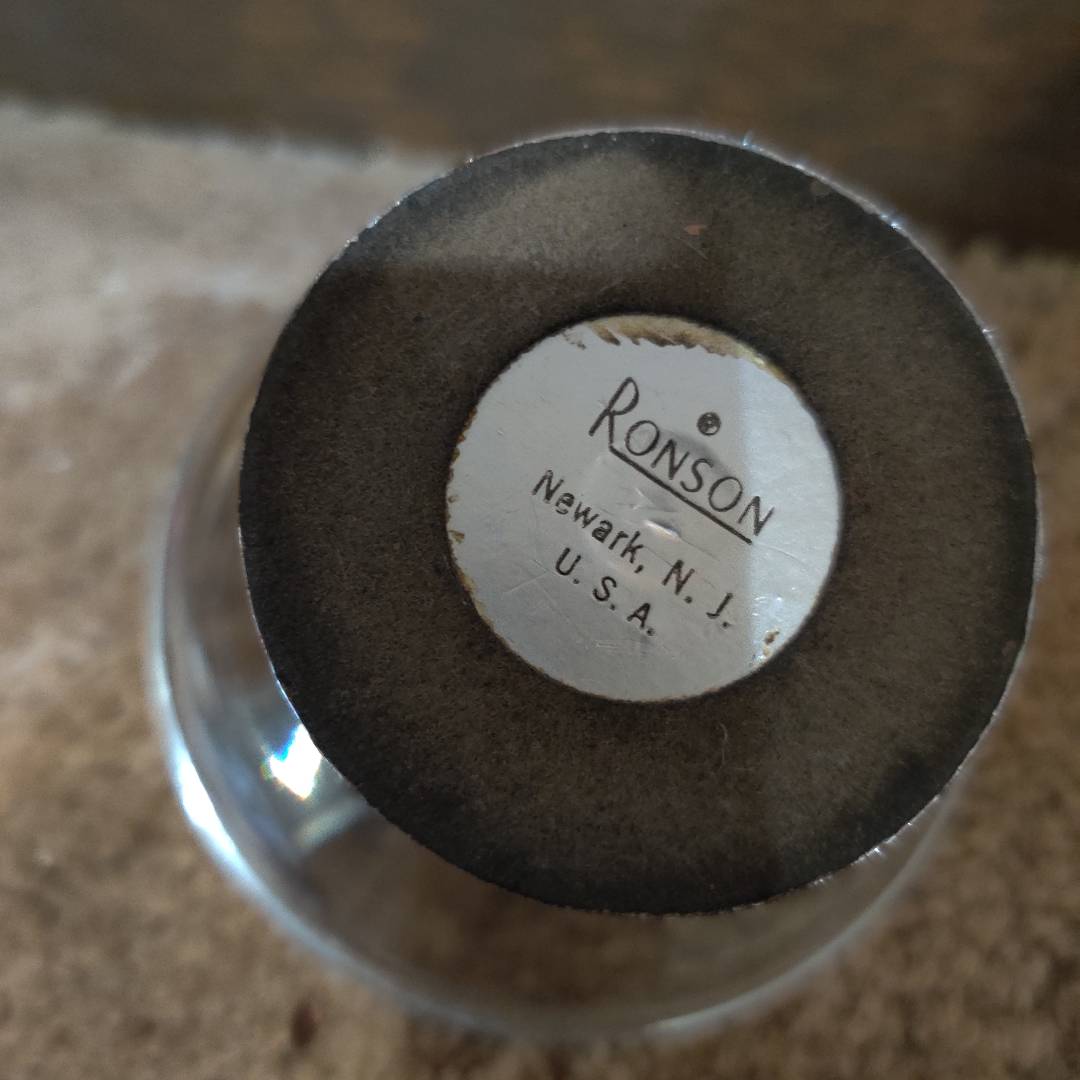 ®
RONSON
Newark, N. J.
U. S. A.